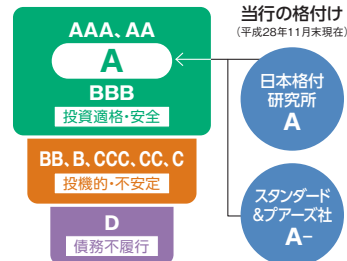 AAA、AA
A
BBB
投資適格・安全
BB、B、CCC、CC、C
投機的・不安定
D
債務不履行
当行の格付け
(平成28年11月末現在)
日本格付
研究所
A
スタンダード
&プアーズ社
A−